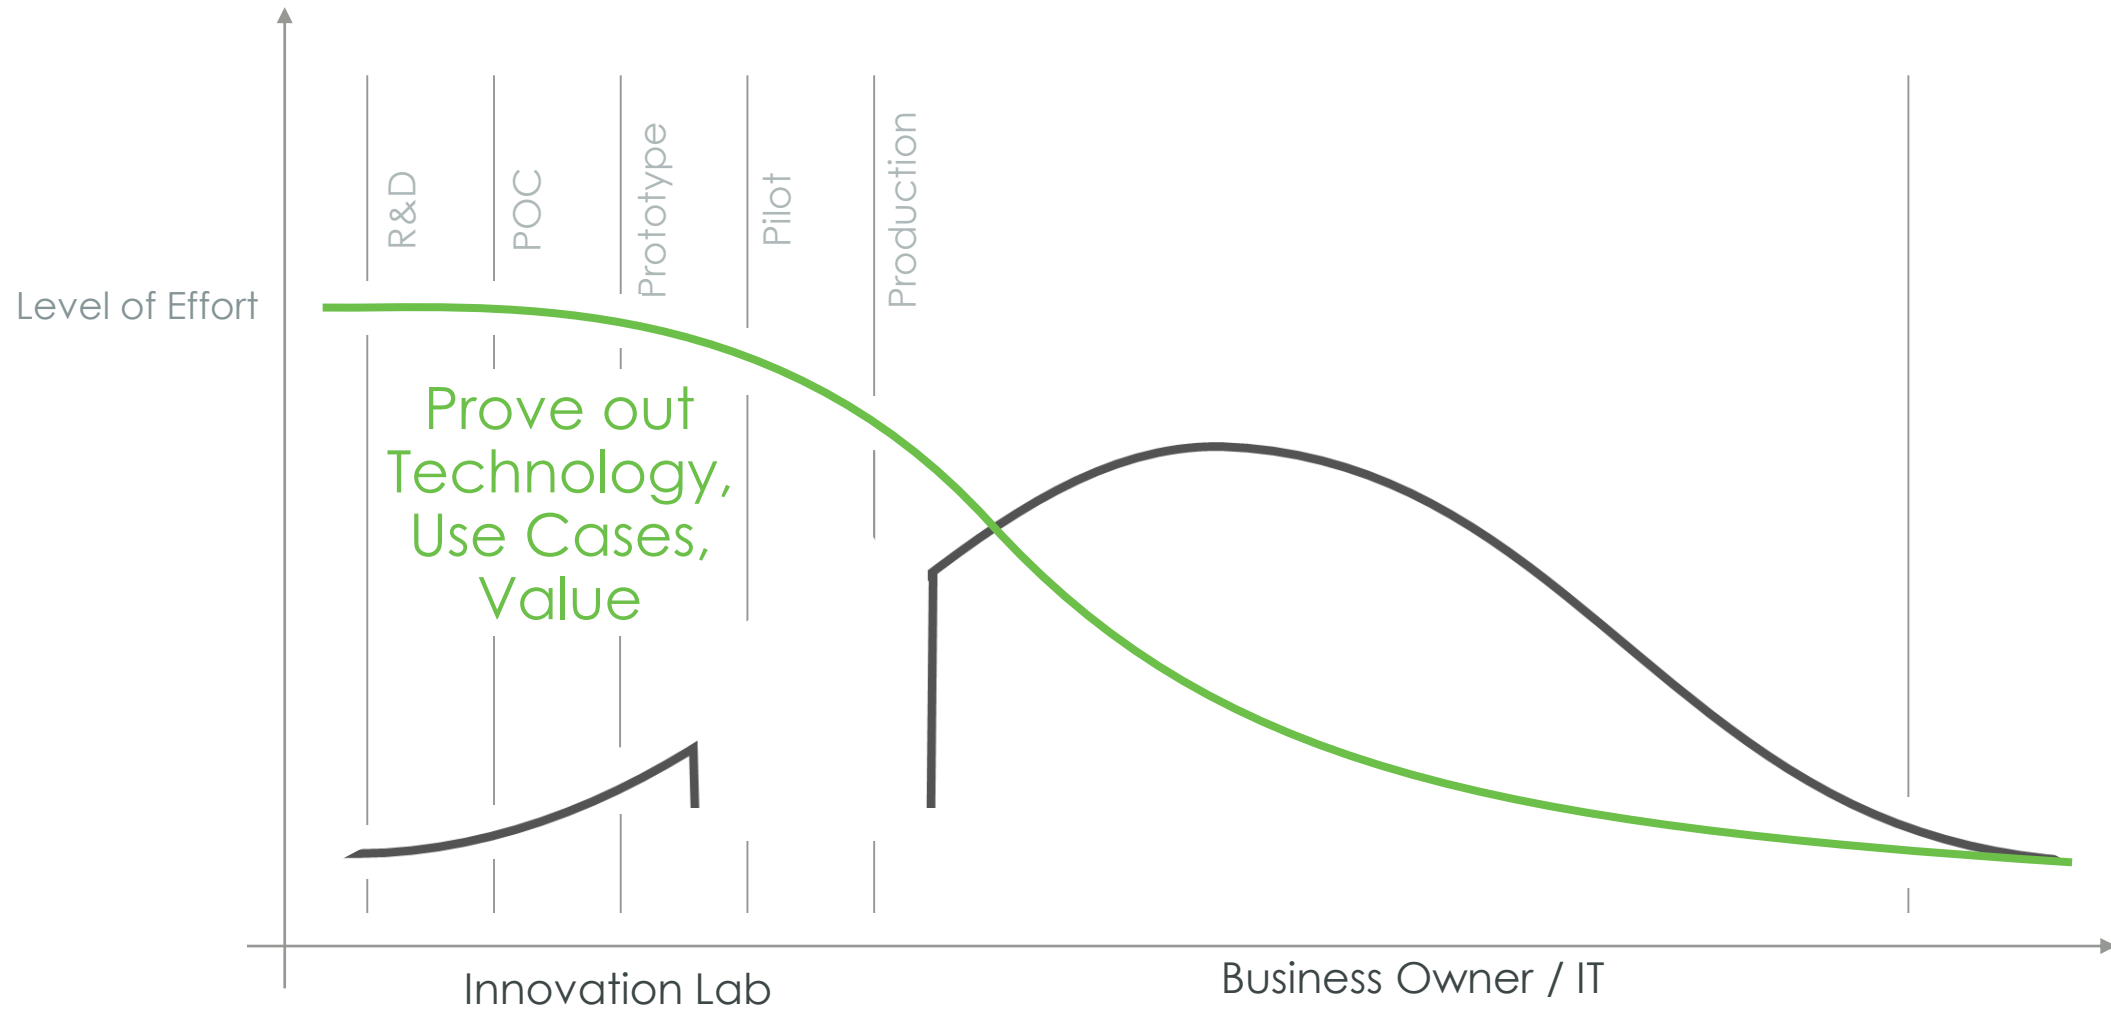 R&D
POC
Prototype
Pilot
Production
Level of Effort
Prove out
Technology,
Use Cases,
Value
Innovation Lab
Business Owner / IT